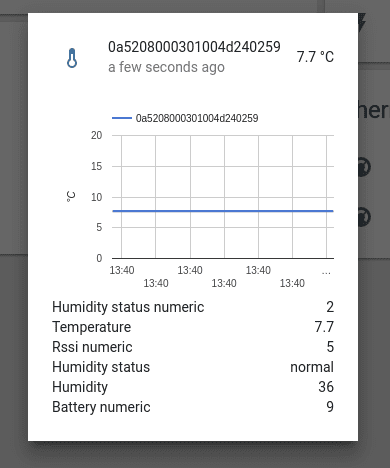 0a5208000301004d240259
a few seconds ago
7.7 °C
0a5208000301004d240259
20
15
10
5
0
°C
13:40 13:40 13:40 ...
13:40 13:40 13:40
Humidity status numeric 2
Temperature 7.7
Rssi numeric 5
Humidity status normal
Humidity 36
Battery numeric 9
her